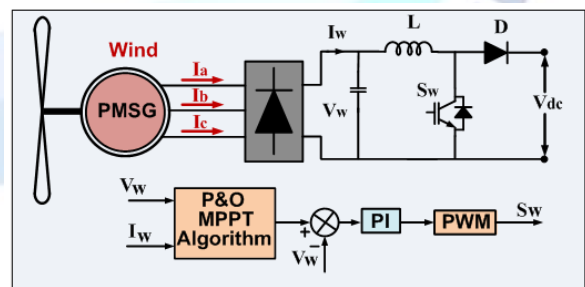 Wind
PMSG
Ia
Ib
Ic
Iw
L
D
Vw
Sw
Vdc
Vw
Iw
P&O
MPPT
Algorithm
+
−
Vw
PI
PWM
Sw